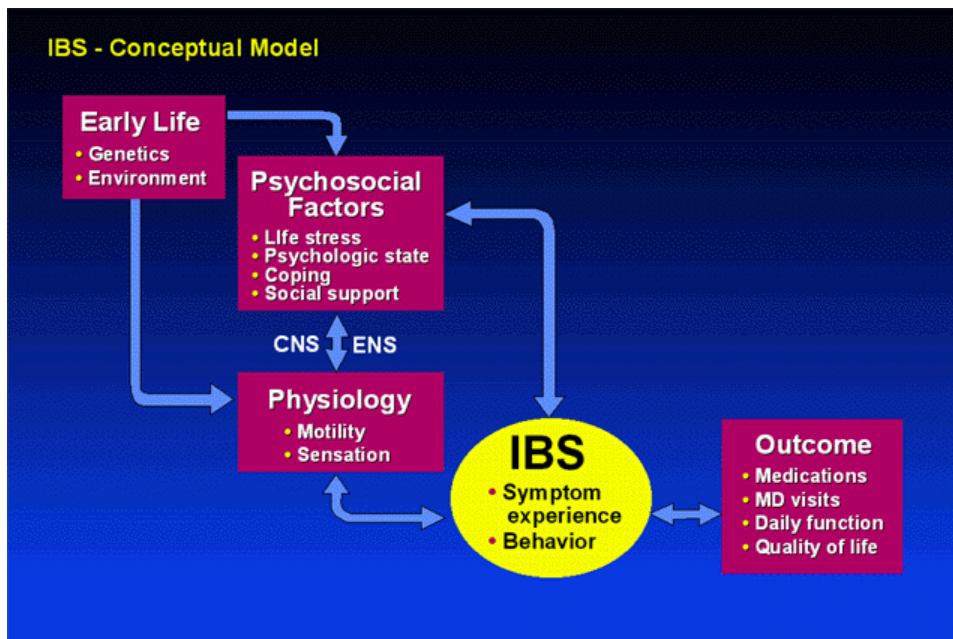 IBS - Conceptual Model
Early Life
• Genetics
• Environment
Psychosocial
Factors
• LIfe stress
• Psychologic state
• Coping
• Social support
CNS ENS
Physiology
• Motility
• Sensation
IBS
• Symptom
experience
• Behavior
Outcome
• Medications
• MD visits
• Daily function
• Quality of life